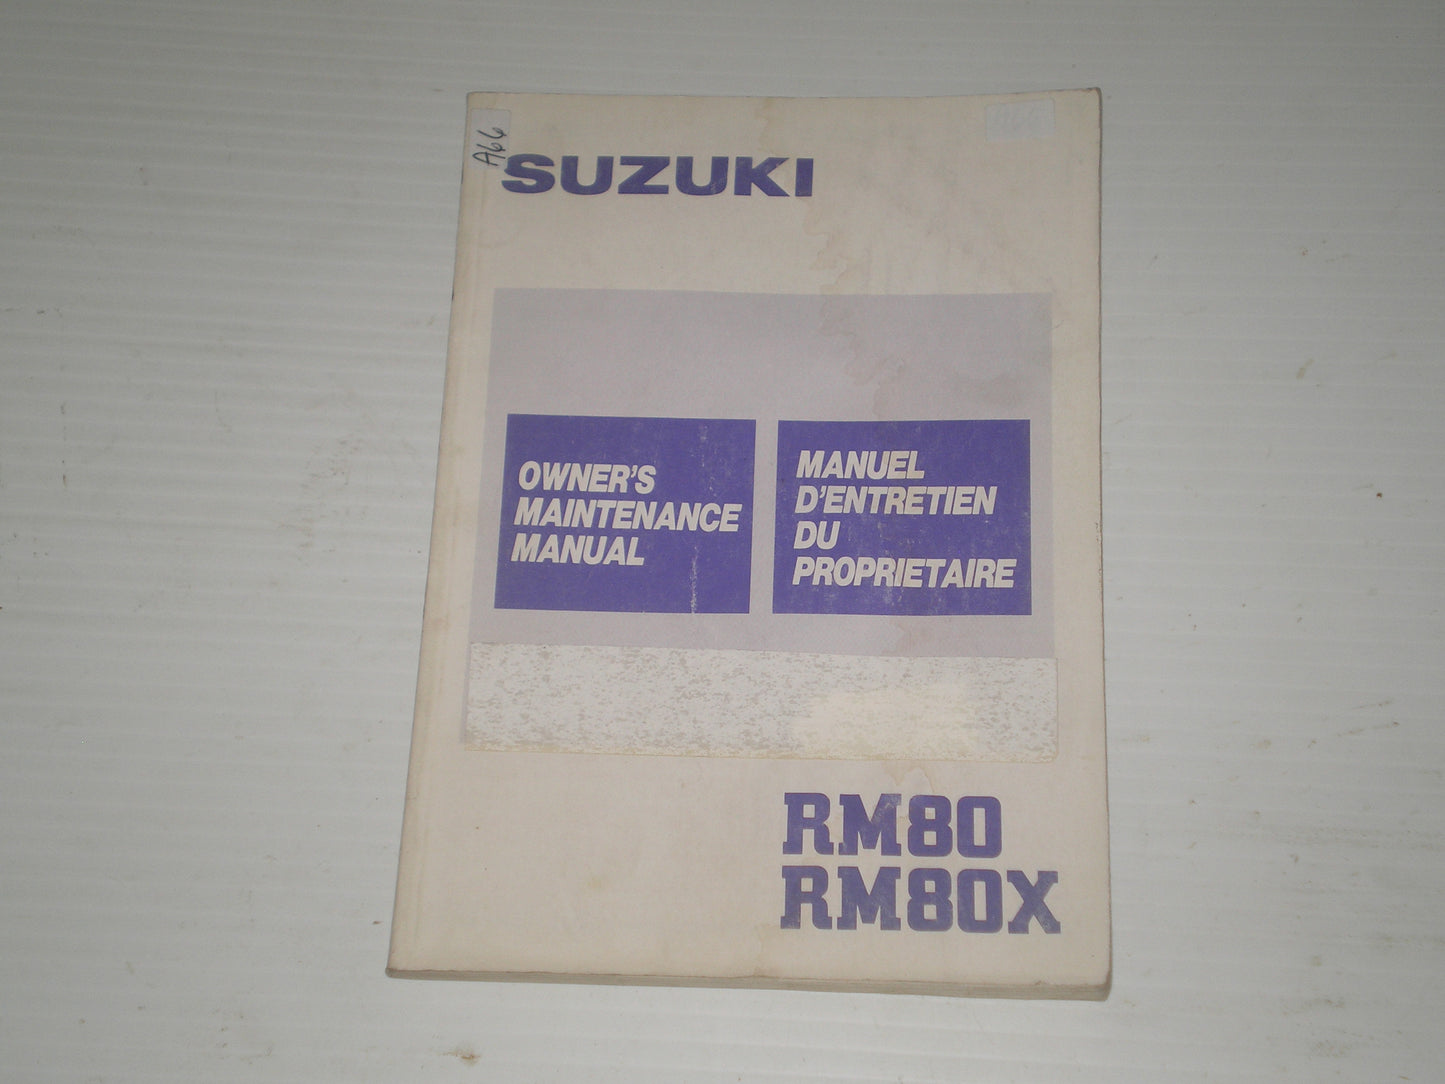 A66
SUZUKI
OWNER'S
MAINTENANCE
MANUAL
MANUEL
D'ENTRETIEN
DU
PROPRIETAIRE
RM80
RM80X